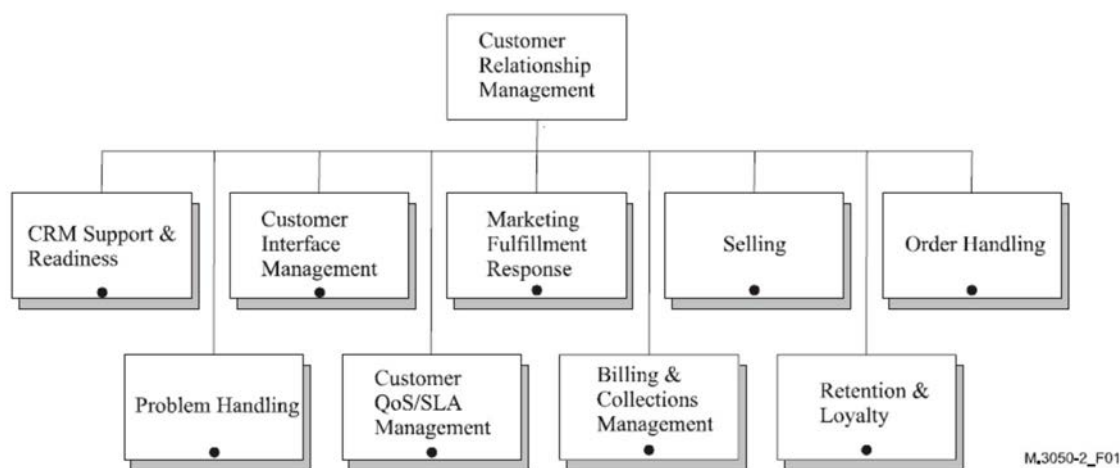 Customer
Relationship
Management
CRM Support &
Readiness
Customer
Interface
Management
Marketing
Fulfillment
Response
Selling
Order Handling
Problem Handling
Customer
QoS/SLA
Management
Billing &
Collections
Management
Retention &
Loyalty
M.3050-2_F01